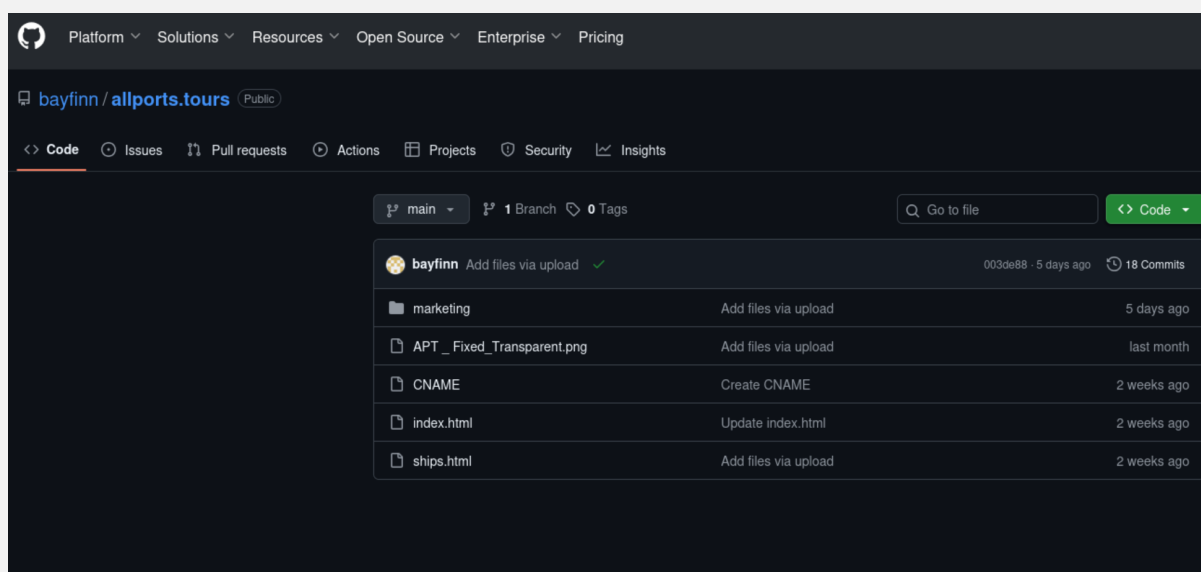 Platform Solutions Resources Open Source Enterprise Pricing
bayfinn / allports.tours Public
Code Issues Pull requests Actions Projects Security Insights
main 1 Branch 0 Tags Go to file Code
bayfinn Add files via upload 003de88 · 5 days ago 18 Commits
marketing Add files via upload 5 days ago
APT _ Fixed_Transparent.png Add files via upload last month
CNAME Create CNAME 2 weeks ago
index.html Update index.html 2 weeks ago
ships.html Add files via upload 2 weeks ago